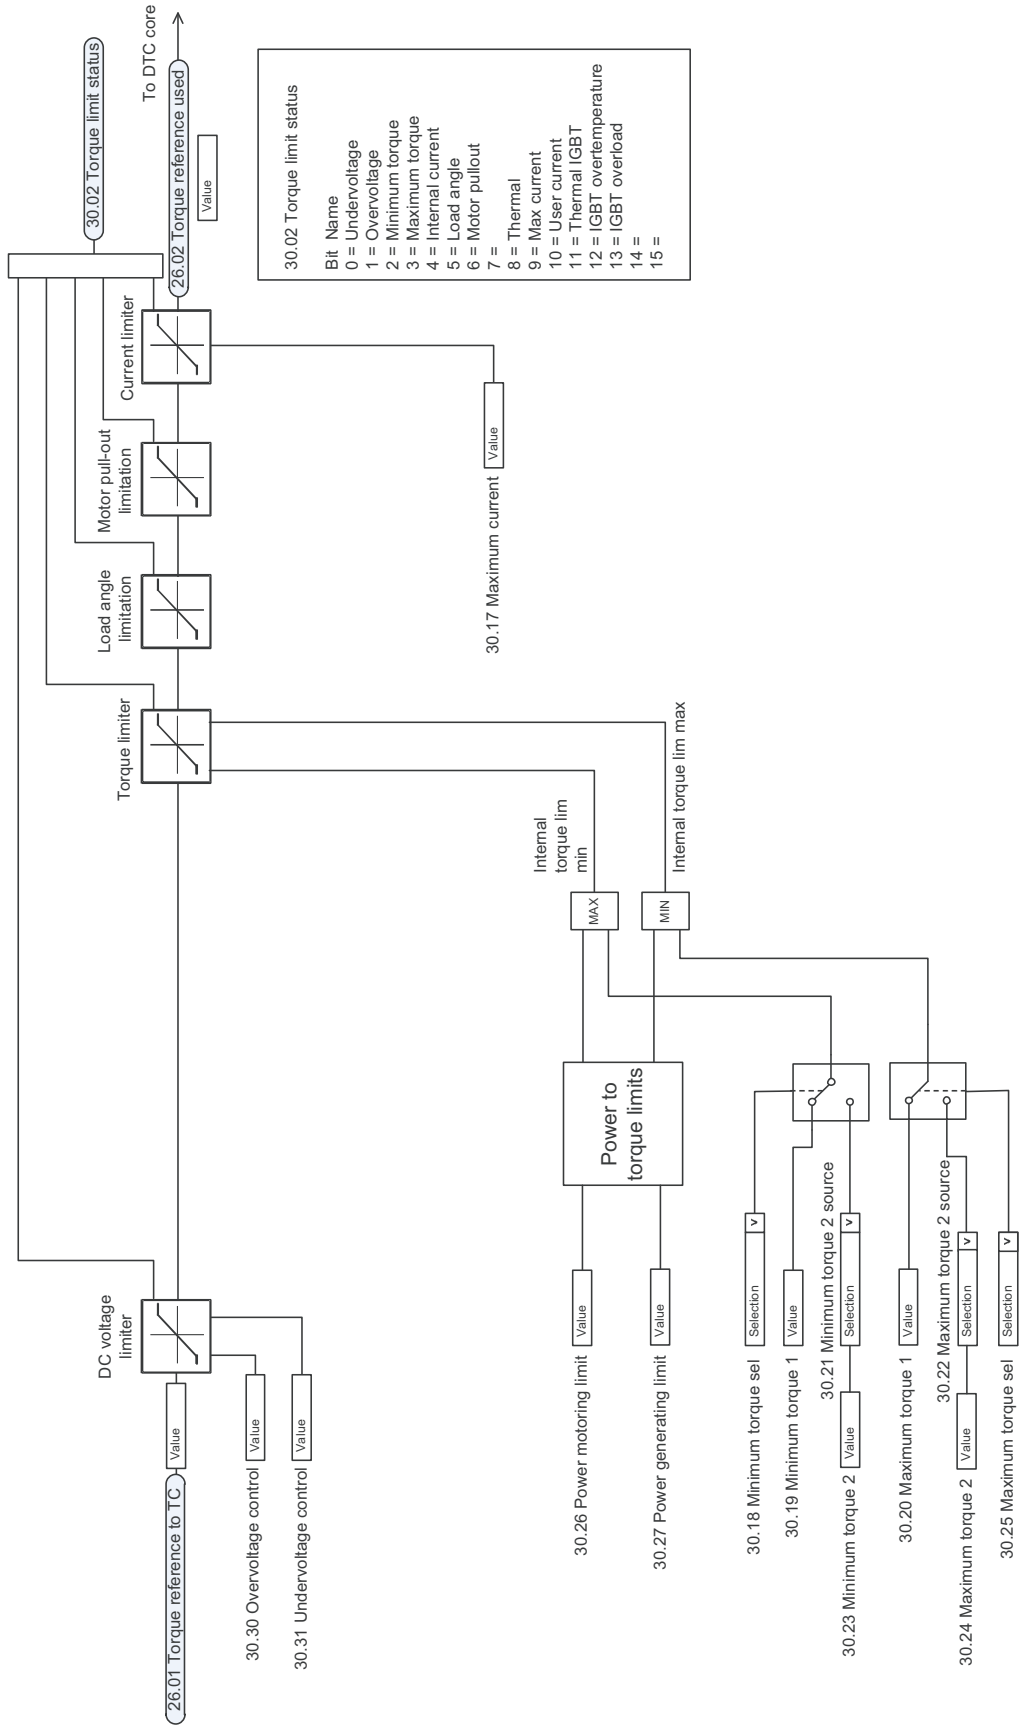 30.02 Torque limit status
To DTC core
26.01 Torque reference to TC
Value
DC voltage
limiter
Torque limiter
Load angle
limitation
Motor pull-out
limitation
Current limiter
26.02 Torque reference used
Value
30.30 Overvoltage control
Value
30.31 Undervoltage control
Value
30.02 Torque limit status
Bit Name
0 = Undervoltage
1 = Overvoltage
2 = Minimum torque
3 = Maximum torque
4 = Internal current
5 = Load angle
6 = Motor pullout
7 =
8 = Thermal
9 = Max current
10 = User current
11 = Thermal IGBT
12 = IGBT overtemperature
13 = IGBT overload
14 =
15 =
30.17 Maximum current
Value
Internal
torque lim
min
MAX
MIN
Internal torque lim max
30.26 Power motoring limit
Value
30.27 Power generating limit
Value
Power to
torque limits
30.18 Minimum torque sel
Selection
v
30.19 Minimum torque 1
Value
30.21 Minimum torque 2 source
30.23 Minimum torque 2
Value
Selection
v
30.20 Maximum torque 1
Value
30.22 Maximum torque 2 source
30.24 Maximum torque 2
Value
Selection
v
30.25 Maximum torque sel
Selection
v